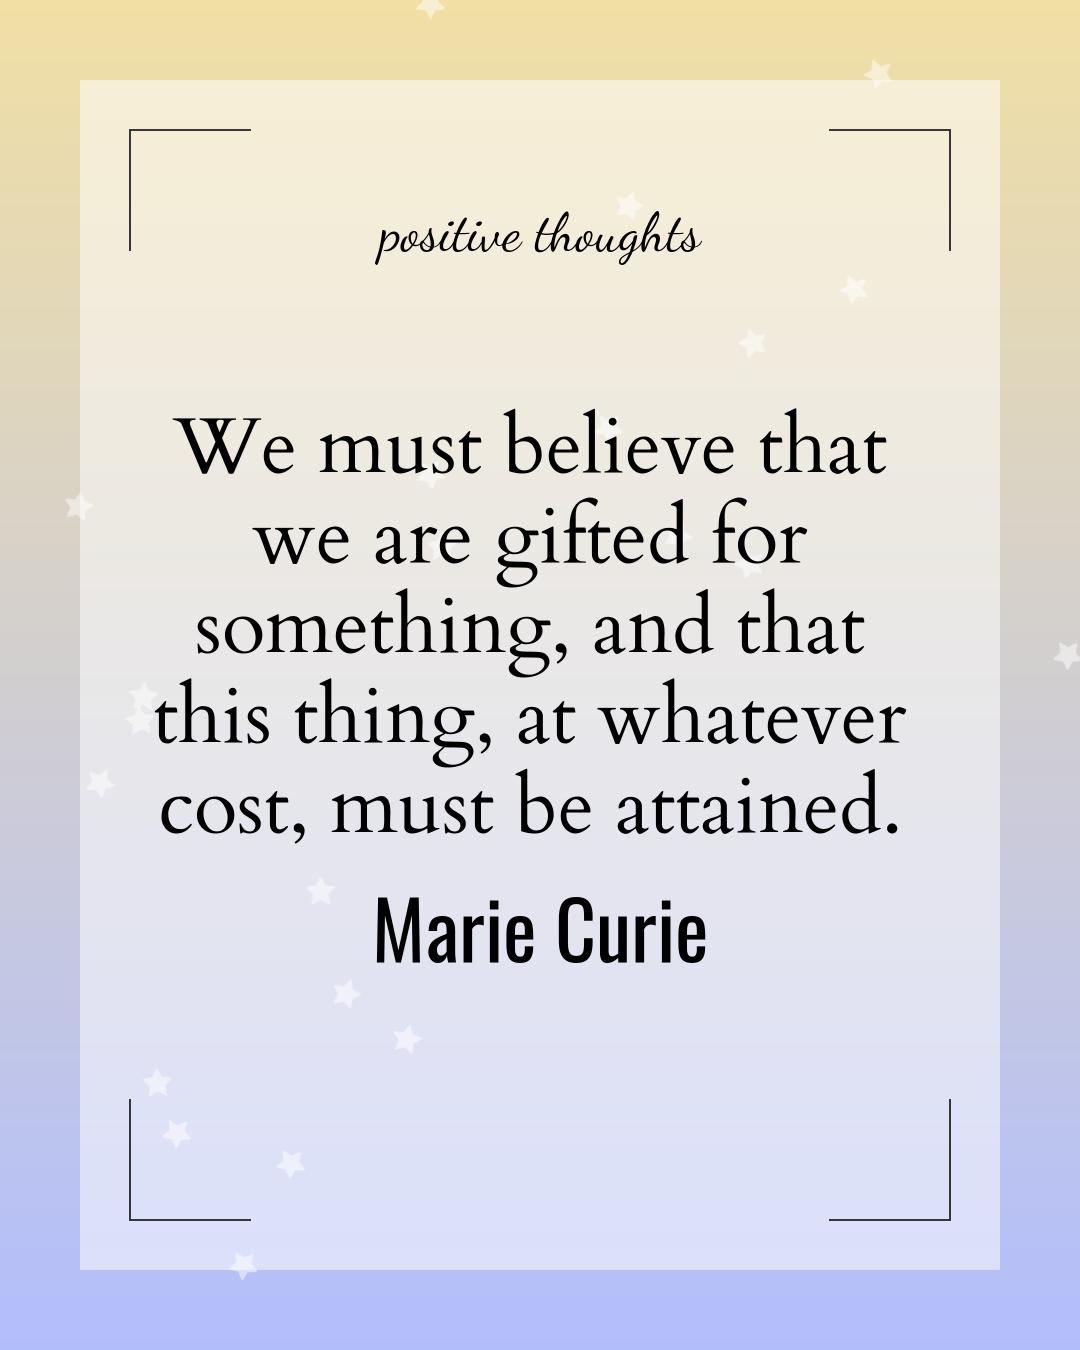 positive thoughts
We must believe that
we are gifted for
something, and that
this thing, at whatever
cost, must be attained.
Marie Curie